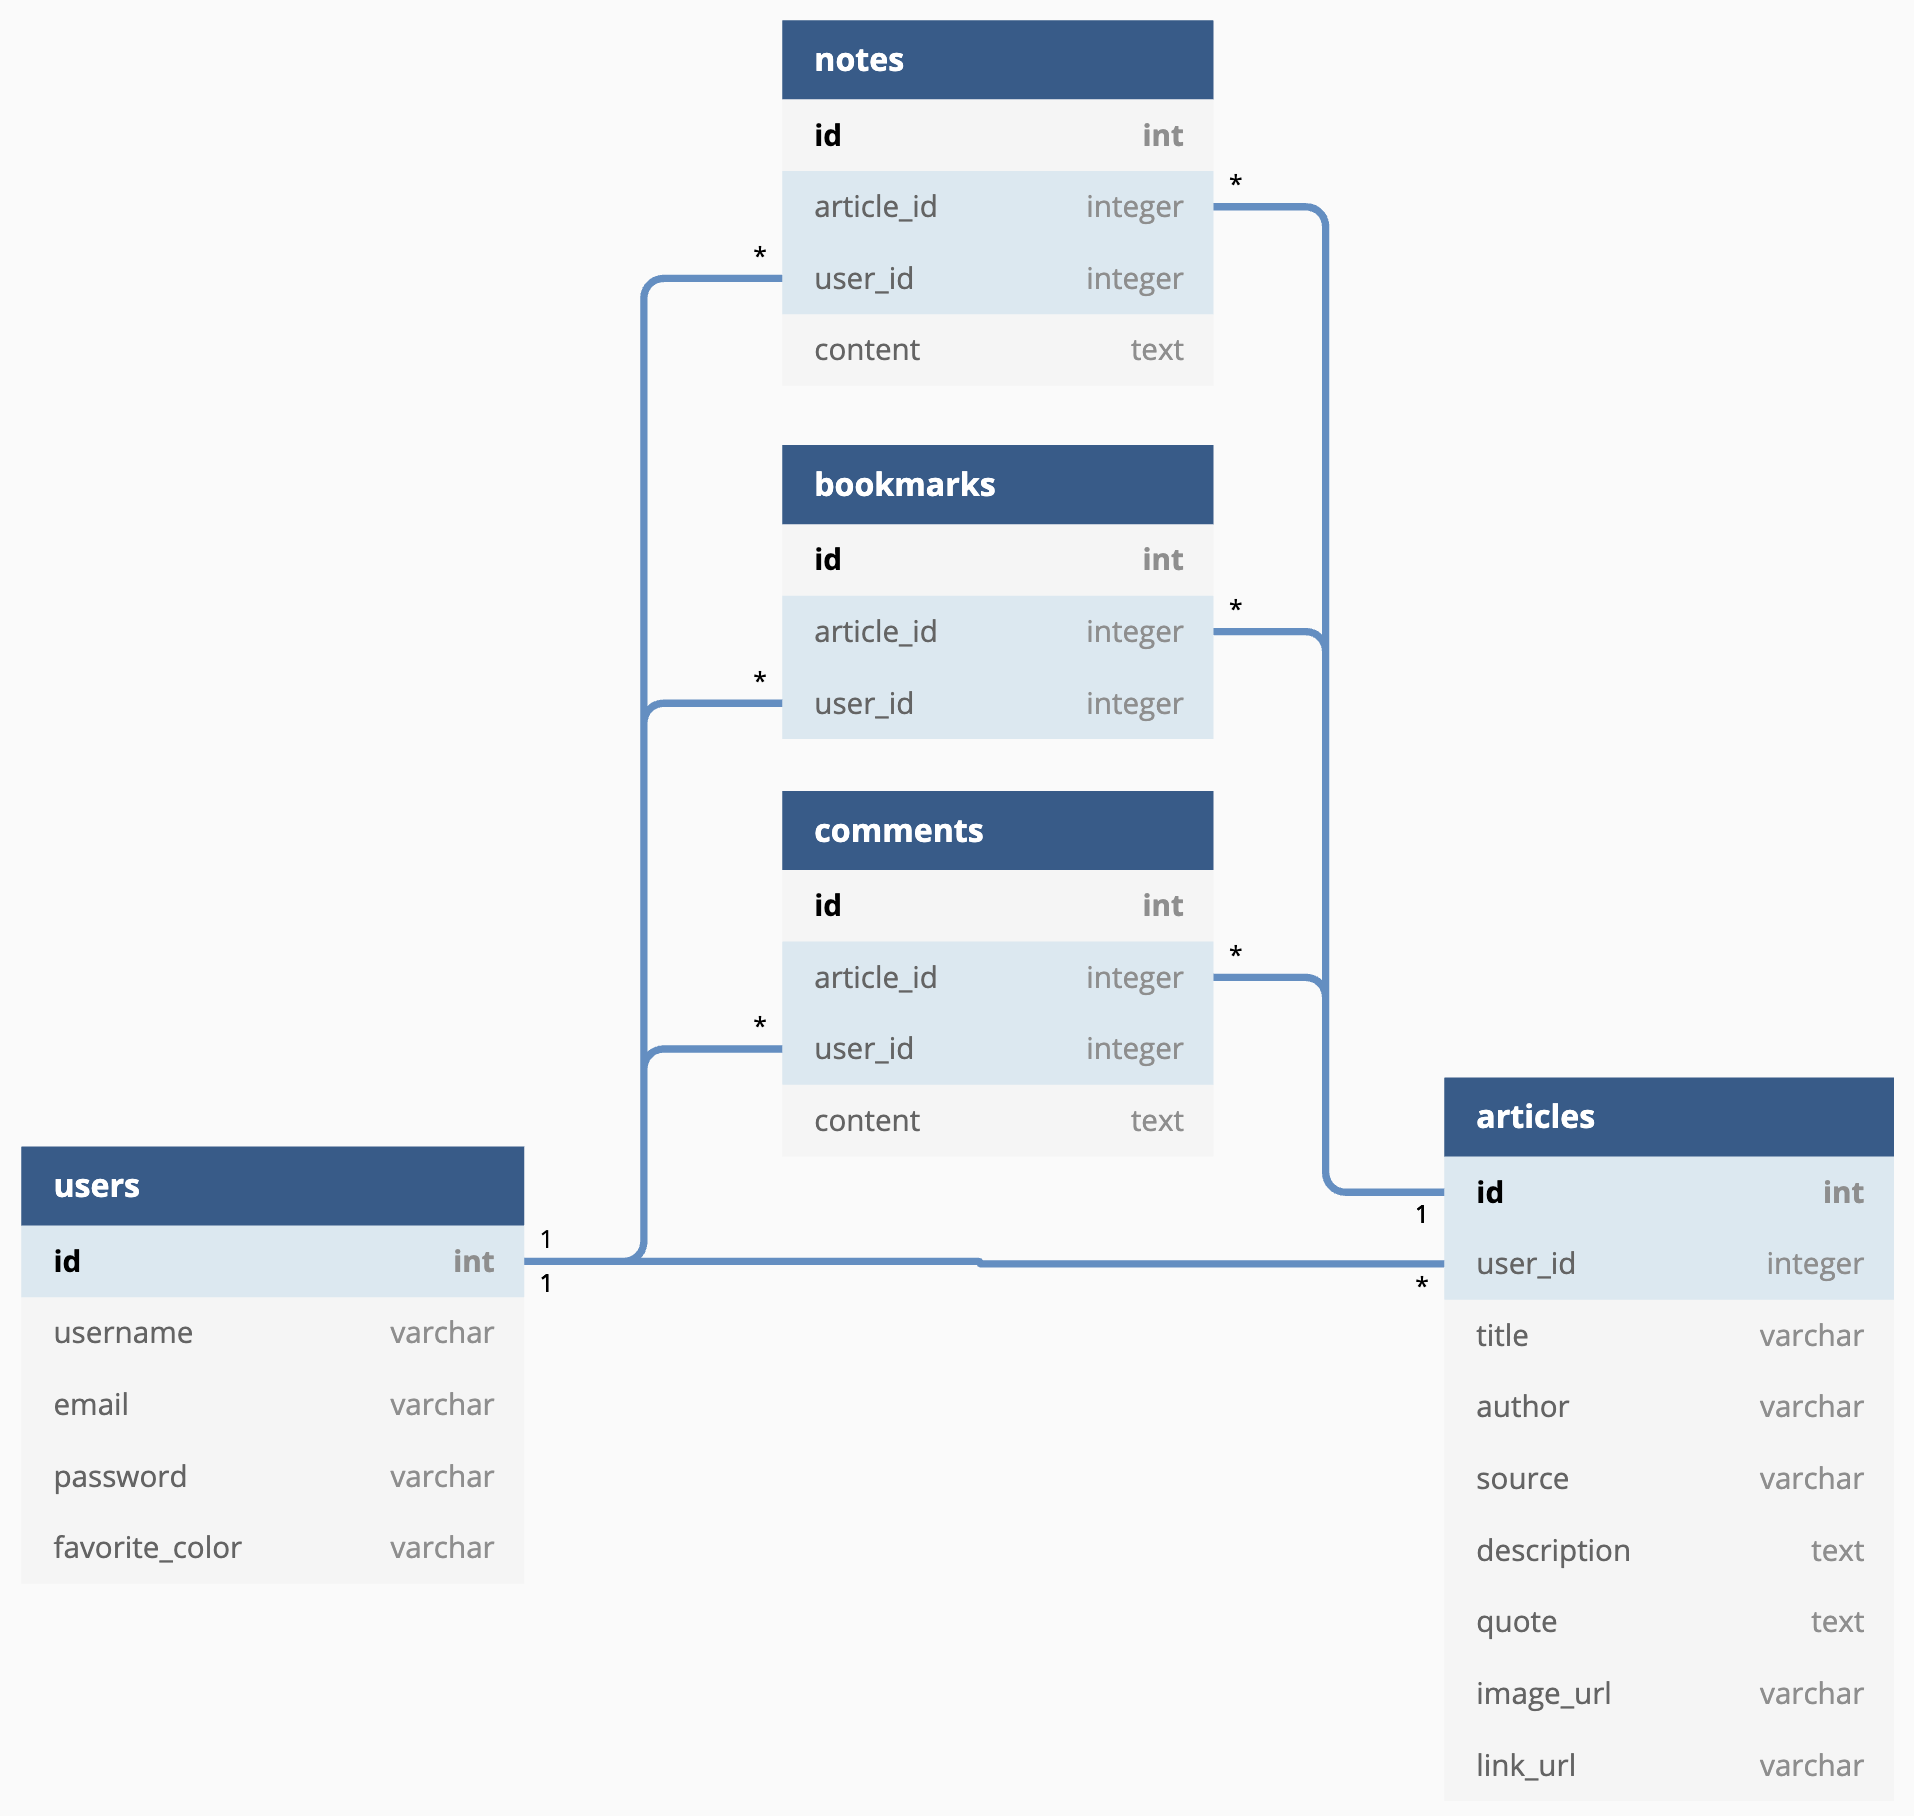 notes
id int
article_id integer
*
user_id integer
*
content text
bookmarks
id int
article_id integer
*
user_id integer
*
comments
id int
article_id integer
*
user_id integer
*
content text
users
1
id int
1
username varchar
email varchar
password varchar
favorite_color varchar
articles
id int
1
user_id integer
*
title varchar
author varchar
source varchar
description text
quote text
image_url varchar
link_url varchar